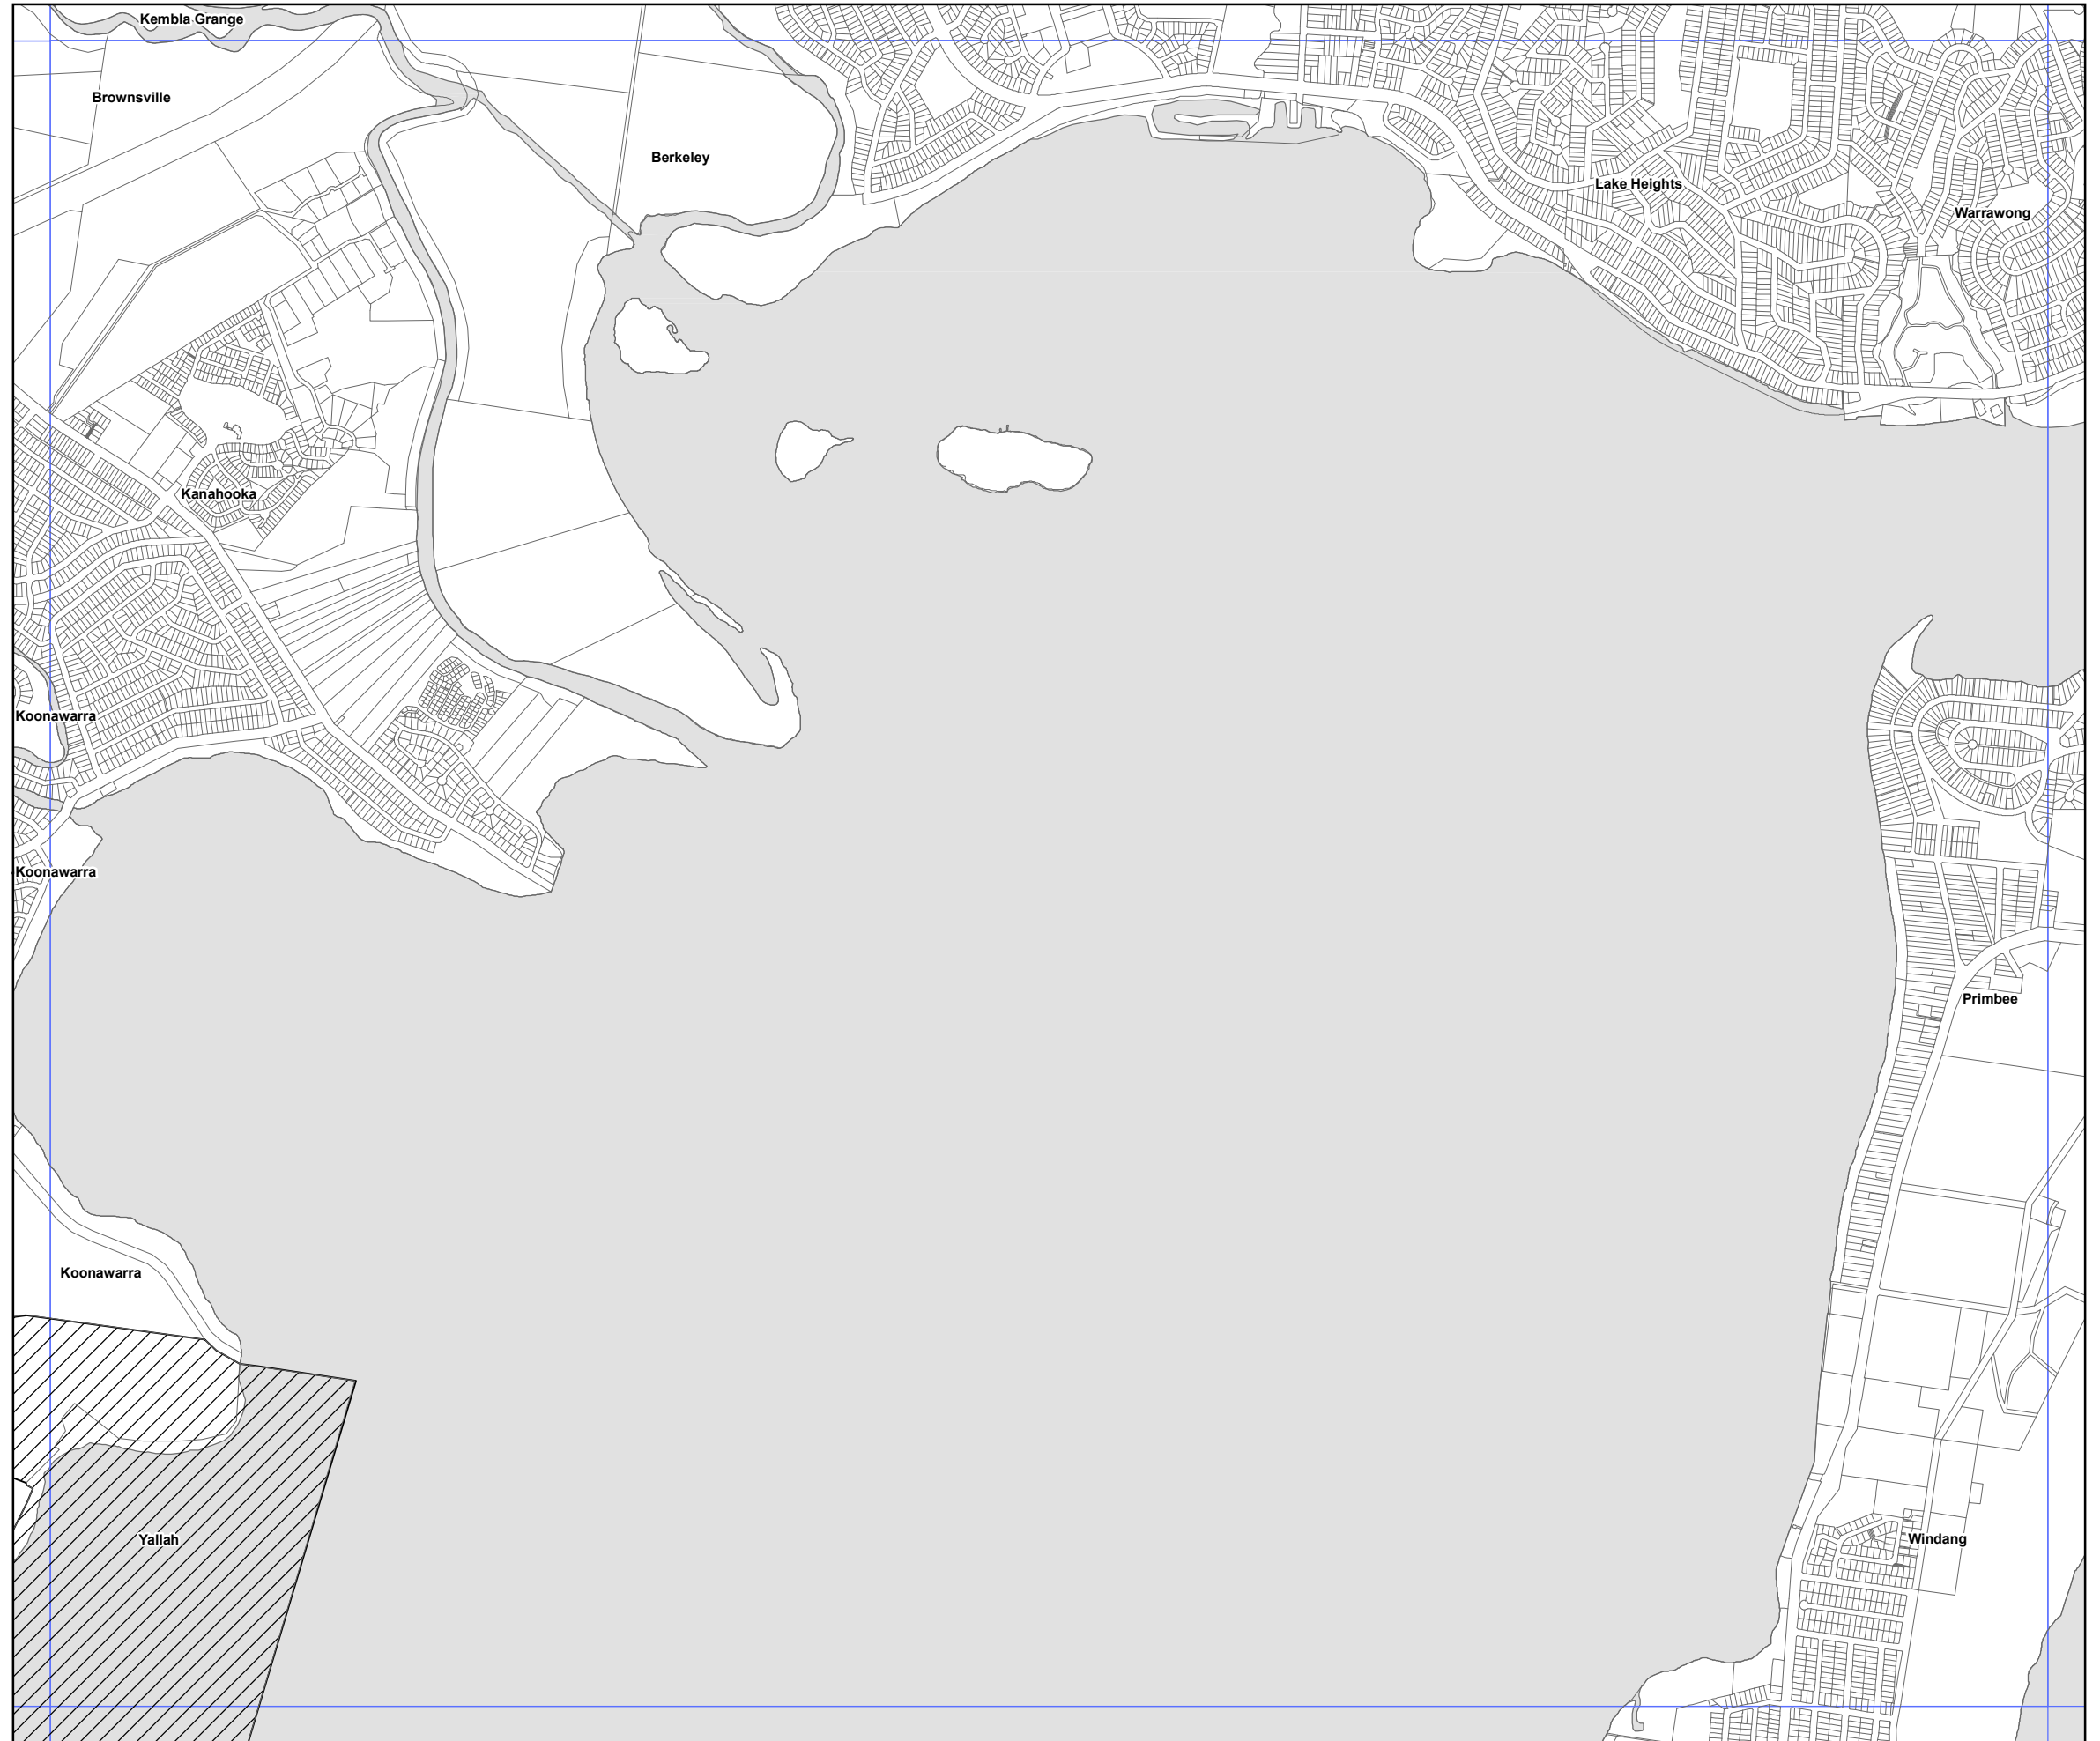 Kembla Grange
Brownsville
Berkeley
Lake Heights
Warrawong
Kanahooka
Koonawarra
Koonawarra
Primbee
Koonawarra
Yallah
Windang